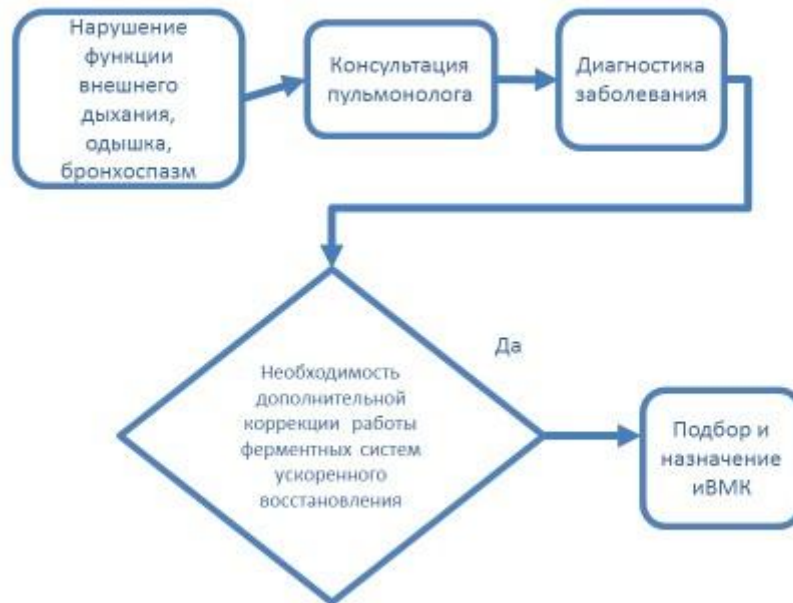 Нарушение
функции
внешнего
дыхания,
одышка,
бронхоспазм
Консультация
пульмонолога
Диагностика
заболевания
Необходимость
дополнительной
коррекции работы
ферментных систем
ускоренного
восстановления
Да
Подбор и
назначение
иВМК